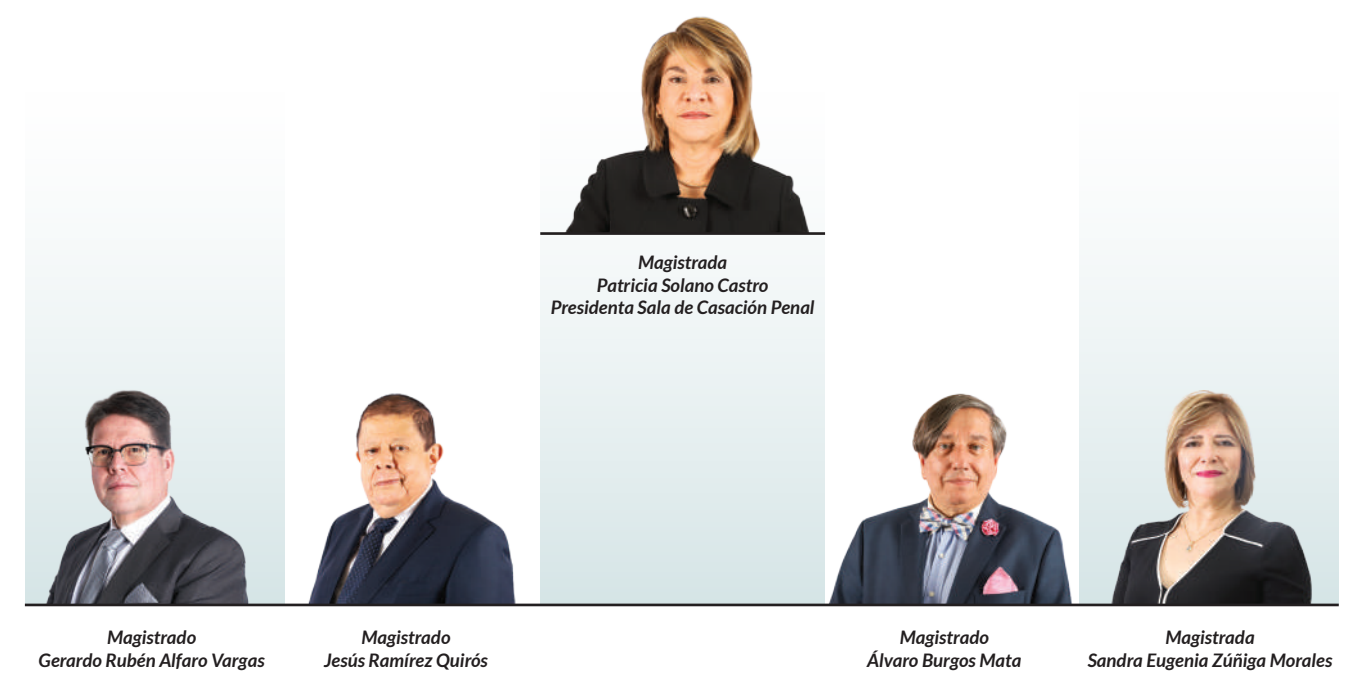 Magistrada
Patricia Solano Castro
Presidenta Sala de Casación Penal
Magistrado
Gerardo Rubén Alfaro Vargas
Magistrado
Jesús Ramírez Quirós
Magistrado
Álvaro Burgos Mata
Magistrada
Sandra Eugenia Zúñiga Morales